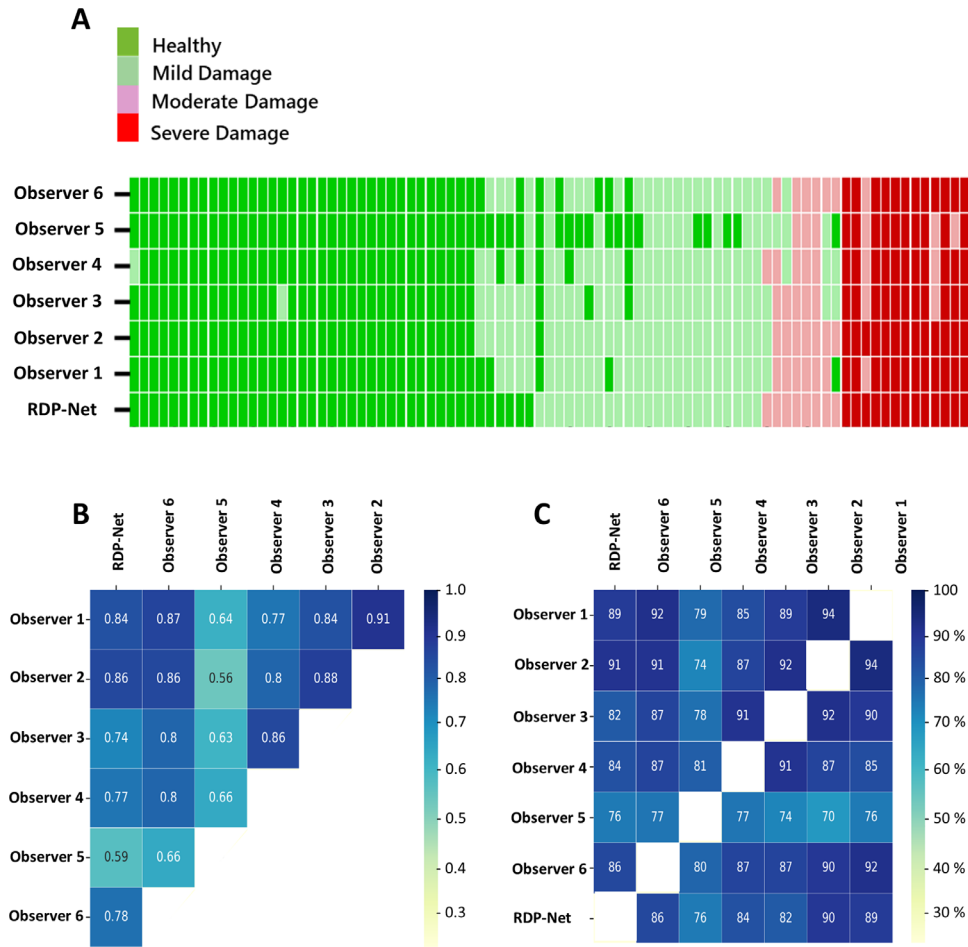 A
Healthy
Mild Damage
Moderate Damage
Severe Damage
Observer 6
Observer 5
Observer 4
Observer 3
Observer 2
Observer 1
RDP-Net
B
RDP-Net
Observer 6
Observer 5
Observer 4
Observer 3
Observer 2
Observer 1 0.84 0.87 0.64 0.77 0.84 0.91
Observer 2 0.86 0.86 0.56 0.8 0.88
Observer 3 0.74 0.8 0.63 0.86
Observer 4 0.77 0.8 0.66
Observer 5 0.59 0.66
Observer 6 0.78
1.0
0.9
0.8
0.7
0.6
0.5
0.4
0.3
C
RDP-Net
Observer 6
Observer 5
Observer 4
Observer 3
Observer 2
Observer 1
Observer 1 89 92 79 85 89 94
Observer 2 91 91 74 87 92 94
Observer 3 82 87 78 91 92 90
Observer 4 84 87 81 91 87 85
Observer 5 76 77 77 74 70 76
Observer 6 86 80 87 87 90 92
RDP-Net 86 76 84 82 90 89
100
90 %
80 %
70 %
60 %
50 %
40 %
30 %